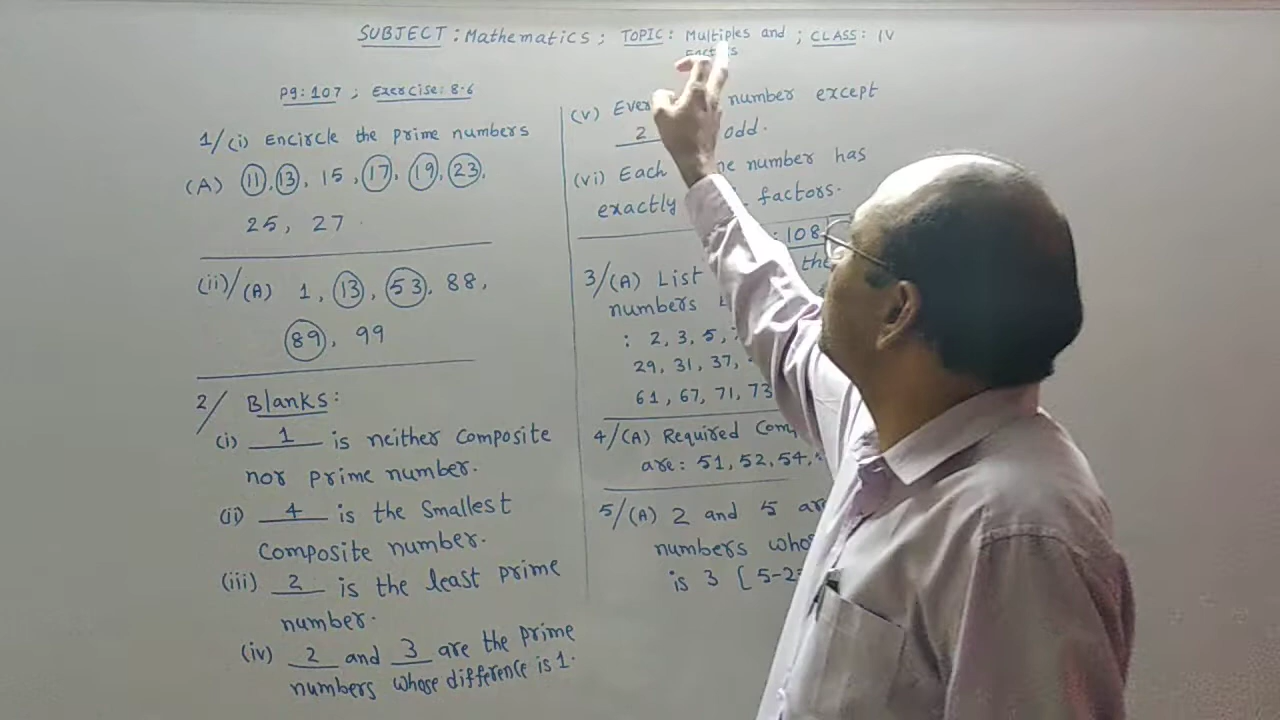 SUBJECT : Mathematics ; TOPIC : Multiples and ; CLASS : IV
Factors
Pg: 107 ; Exercise: 8.6
1/(i) Encircle the prime numbers
(A) 11, 13, 15, 17, 19, 23,
25, 27
(ii)/(A) 1, 13, 53, 88,
89, 99
2/ Blanks:
(i) 1 is neither composite
nor prime number.
(ii) 4 is the smallest
composite number.
(iii) 2 is the least prime
number.
(iv) 2 and 3 are the prime
numbers whose difference is 1.
(v) number except
2 odd.
(vi) Each number has
exactly factors.
108
3/(A) List the
numbers
: 2, 3, 5,
29, 31, 37,
61, 67, 71, 73
4/(A) Required
are: 51, 52, 54,
5/(A) 2 and 5
numbers
is 3 [5-2